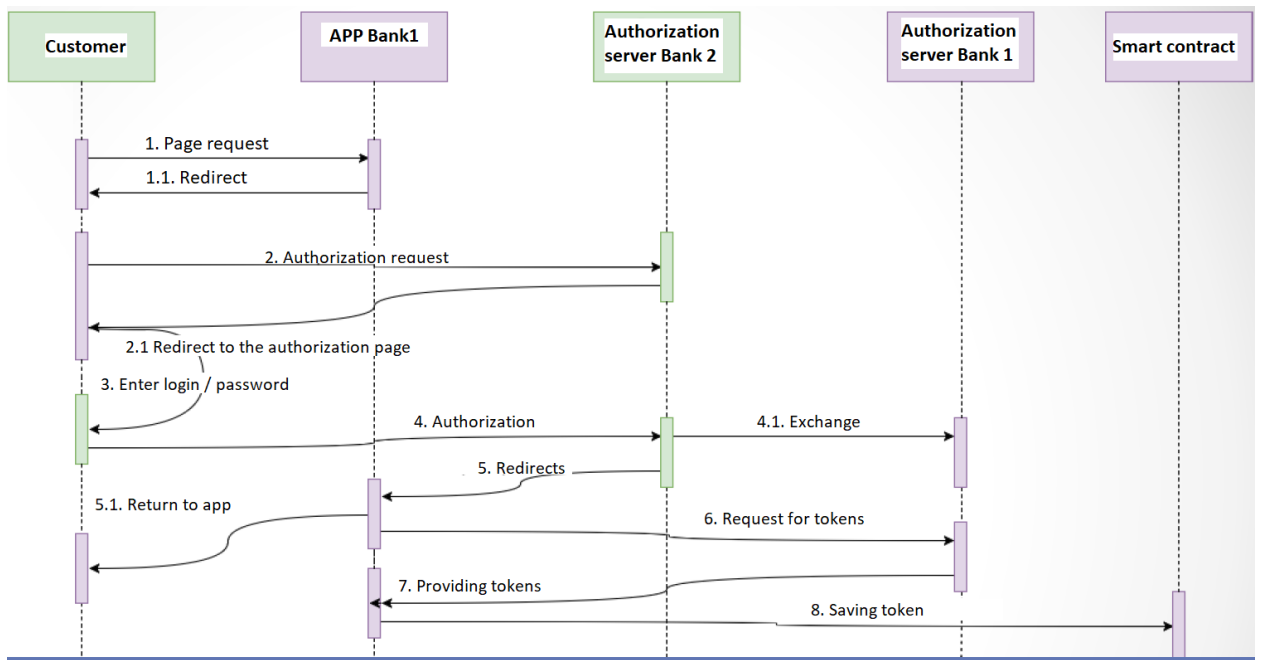 Customer
APP Bank1
Authorization
server Bank 2
Authorization
server Bank 1
Smart contract
1. Page request
1.1. Redirect
2. Authorization request
2.1 Redirect to the authorization page
3. Enter login / password
4. Authorization
4.1. Exchange
5. Redirects
5.1. Return to app
6. Request for tokens
7. Providing tokens
8. Saving token